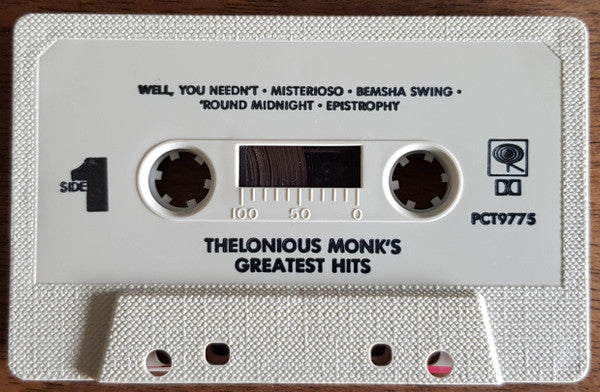 WELL, YOU NEEDN'T • MISTERIOSO • BEMSHA SWING •
'ROUND MIDNIGHT • EPISTROPHY
SIDE 1
100 50 0
PCT9775
THELONIOUS MONK'S
GREATEST HITS